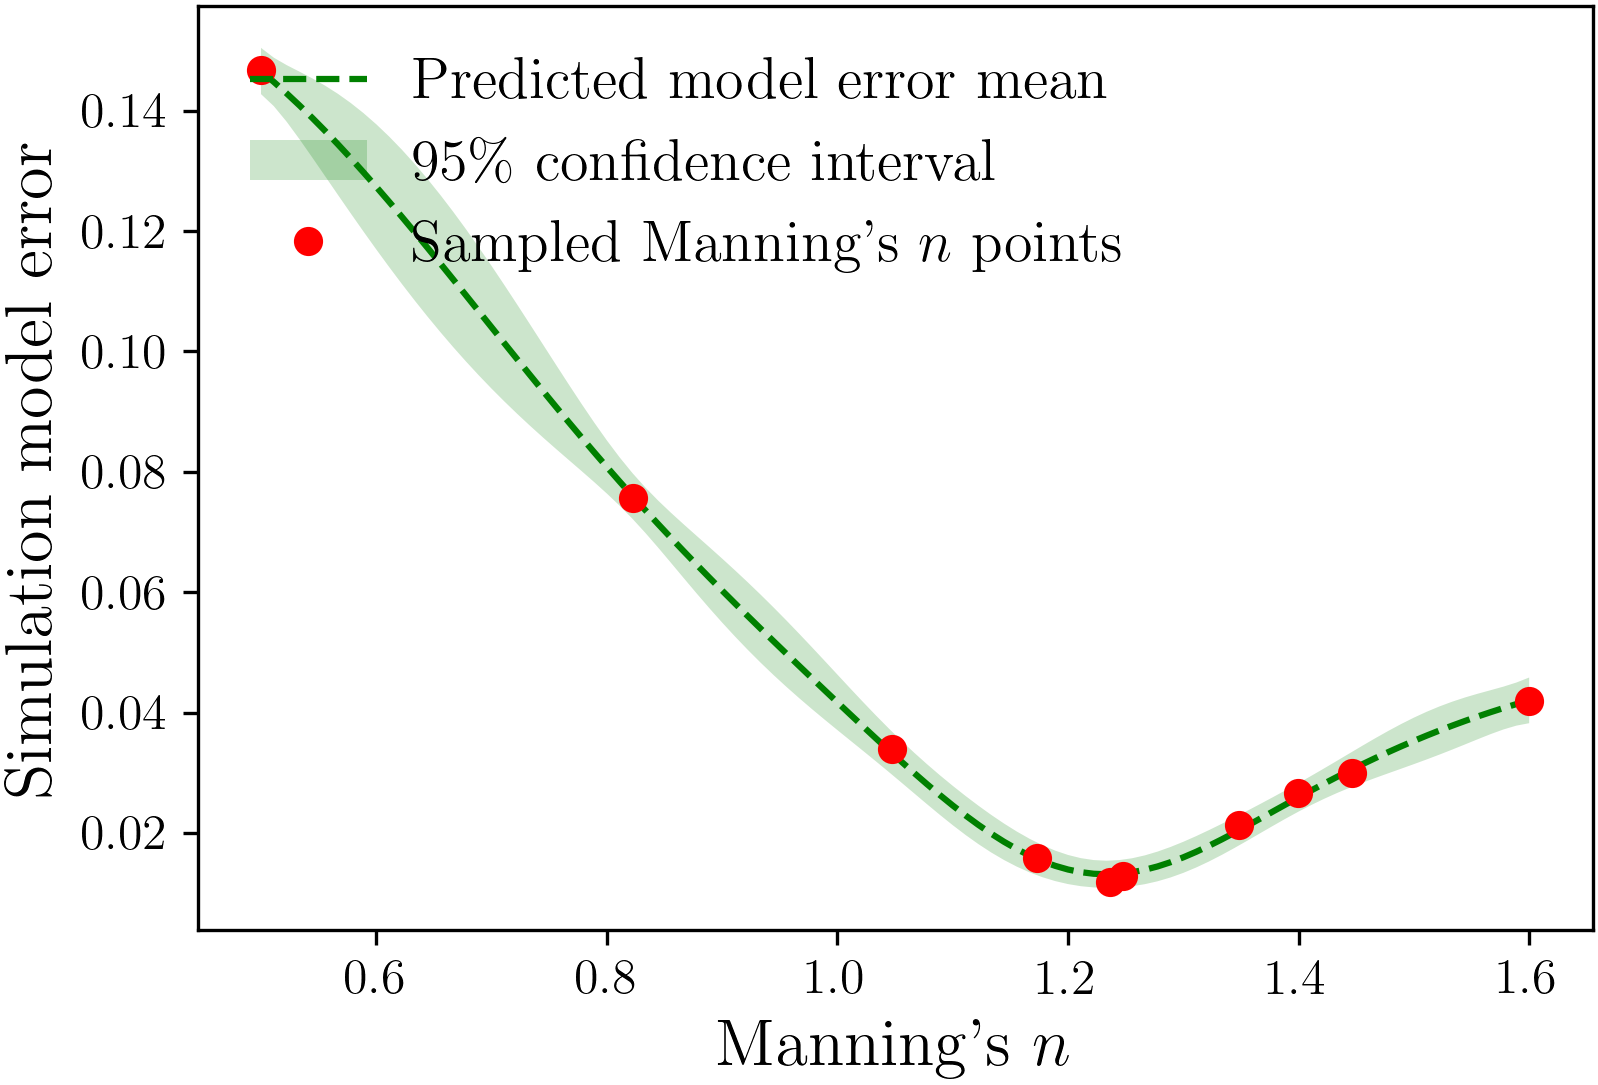 Predicted model error mean
95% confidence interval
Sampled Manning's n points
Simulation model error
0.14
0.12
0.10
0.08
0.06
0.04
0.02
0.6 0.8 1.0 1.2 1.4 1.6
Manning's n